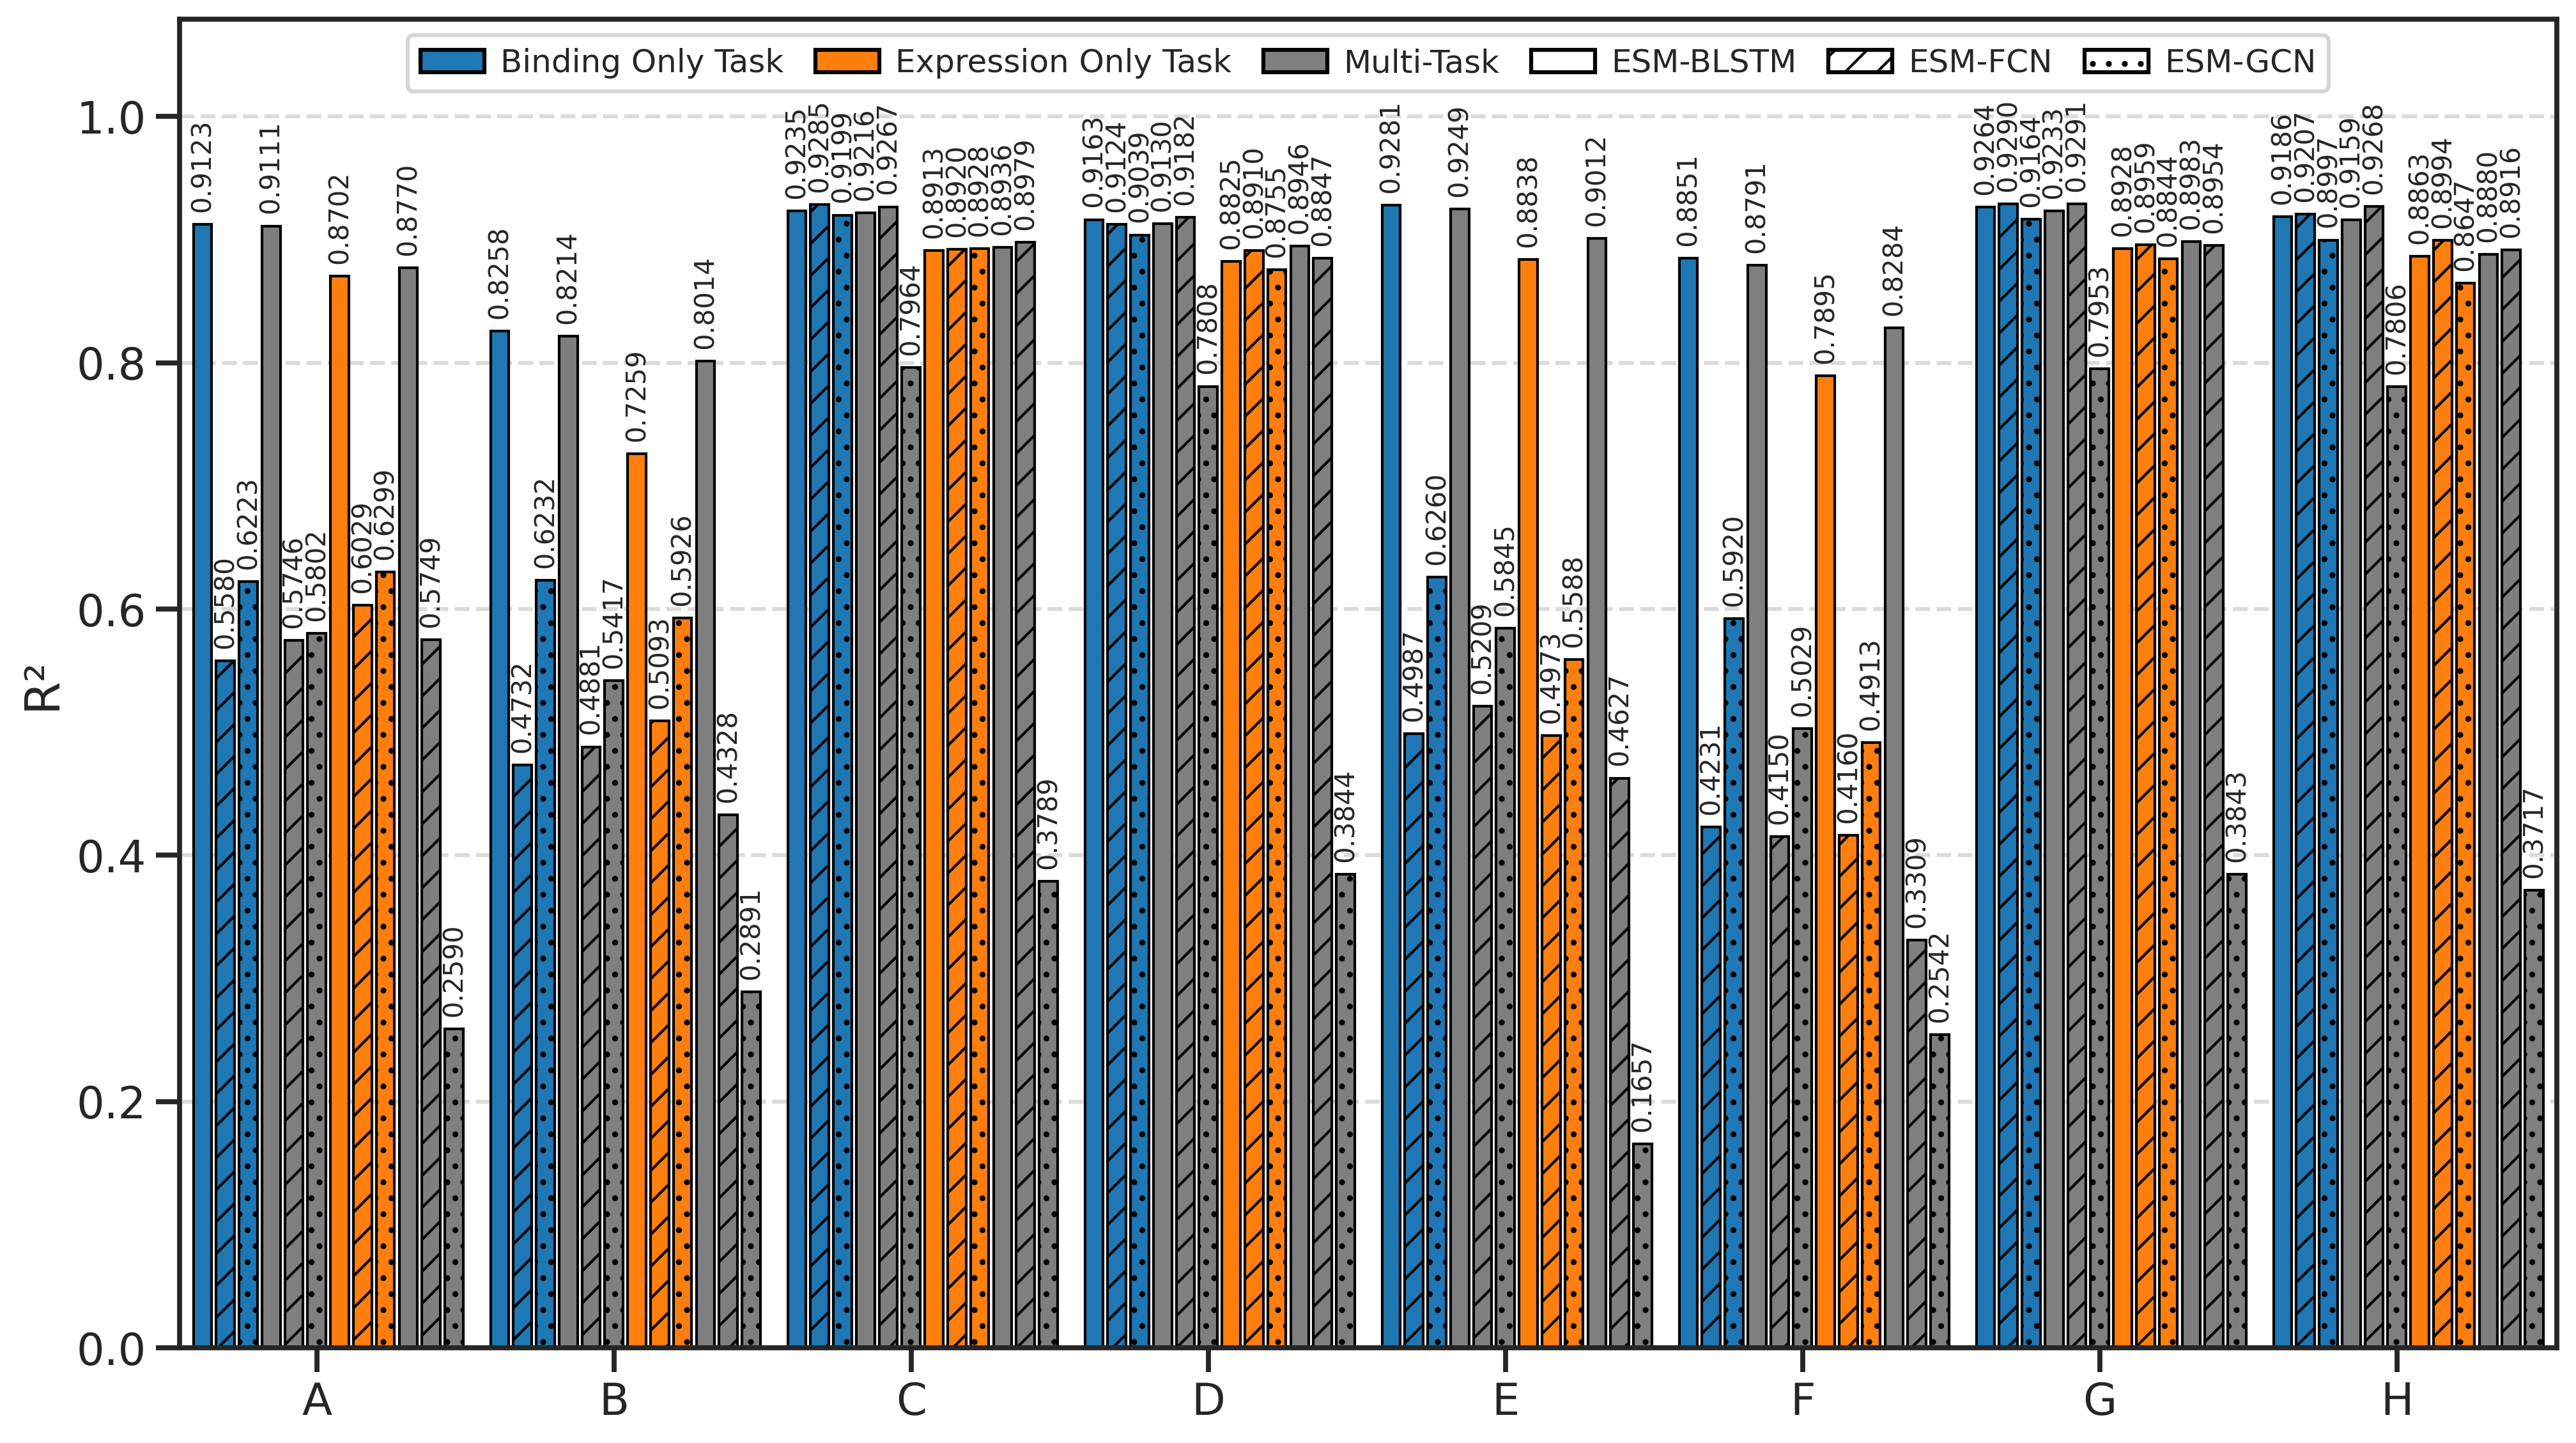 Binding Only Task Expression Only Task Multi-Task ESM-BLSTM ESM-FCN ESM-GCN
R²
1.0
0.8
0.6
0.4
0.2
0.0
0.9123 0.5580 0.6223 0.9111 0.5746 0.5802 0.8702 0.6029 0.6299 0.8770 0.5749 0.2590
0.8258 0.4732 0.6232 0.8214 0.4881 0.5417 0.7259 0.5093 0.5926 0.8014 0.4328 0.2891
0.9235 0.9285 0.9199 0.9216 0.9267 0.7964 0.8913 0.8920 0.8928 0.8936 0.8979 0.3789
0.9163 0.9124 0.9039 0.9130 0.9182 0.7808 0.8825 0.8910 0.8755 0.8946 0.8847 0.3844
0.9281 0.4987 0.6260 0.9249 0.5209 0.5845 0.8838 0.4973 0.5588 0.9012 0.4627 0.1657
0.8851 0.4231 0.5920 0.8791 0.4150 0.5029 0.7895 0.4160 0.4913 0.8284 0.3309 0.2542
0.9264 0.9290 0.9164 0.9233 0.9291 0.7953 0.8928 0.8959 0.8844 0.8983 0.8954 0.3843
0.9186 0.9207 0.8997 0.9159 0.9268 0.7806 0.8863 0.8994 0.8647 0.8880 0.8916 0.3717
A B C D E F G H